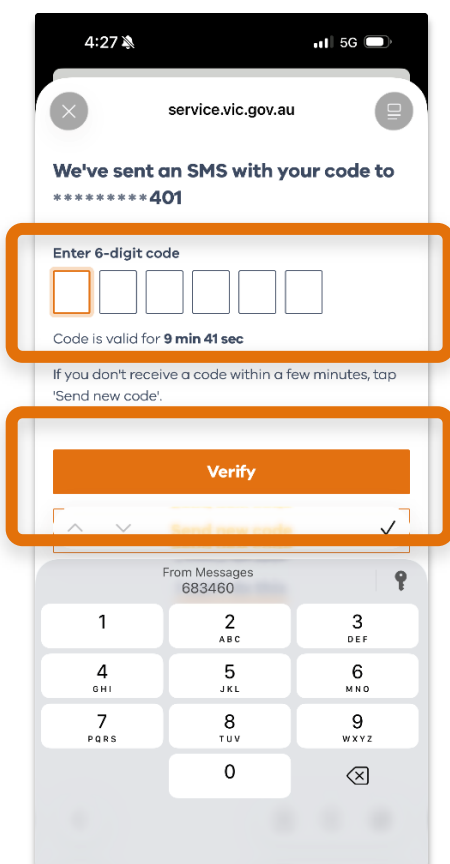 4:27
5G
service.vic.gov.au
We've sent an SMS with your code to
*********401
Enter 6-digit code
Code is valid for 9 min 41 sec
If you don't receive a code within a few minutes, tap
'Send new code'.
Verify
Send new code
From Messages
683460
1
2
ABC
3
DEF
4
GHI
5
JKL
6
MNO
7
PQRS
8
TUV
9
WXYZ
0